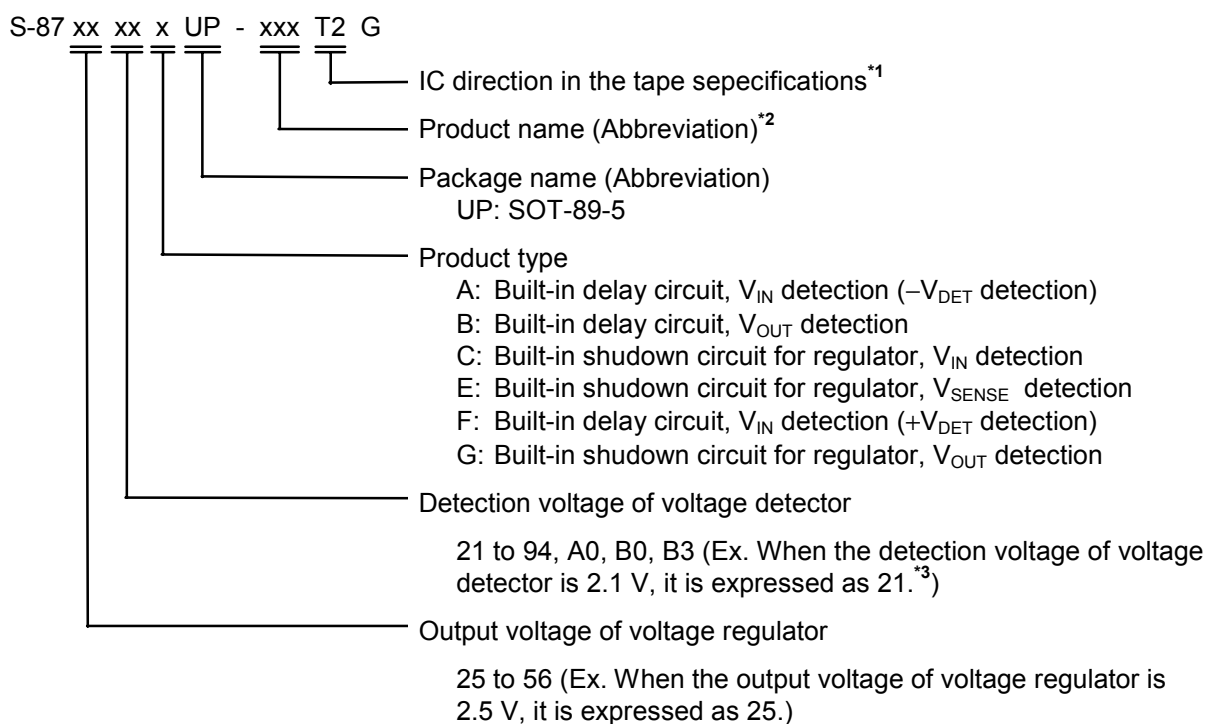 S-87 xx xx x UP - xxx T2 G
IC direction in the tape sepecifications*1
Product name (Abbreviation)*2
Package name (Abbreviation)
UP: SOT-89-5
Product type
A: Built-in delay circuit, VIN detection (−VDET detection)
B: Built-in delay circuit, VOUT detection
C: Built-in shudown circuit for regulator, VIN detection
E: Built-in shudown circuit for regulator, VSENSE detection
F: Built-in delay circuit, VIN detection (+VDET detection)
G: Built-in shudown circuit for regulator, VOUT detection
Detection voltage of voltage detector
21 to 94, A0, B0, B3 (Ex. When the detection voltage of voltage
detector is 2.1 V, it is expressed as 21.*3)
Output voltage of voltage regulator
25 to 56 (Ex. When the output voltage of voltage regulator is
2.5 V, it is expressed as 25.)